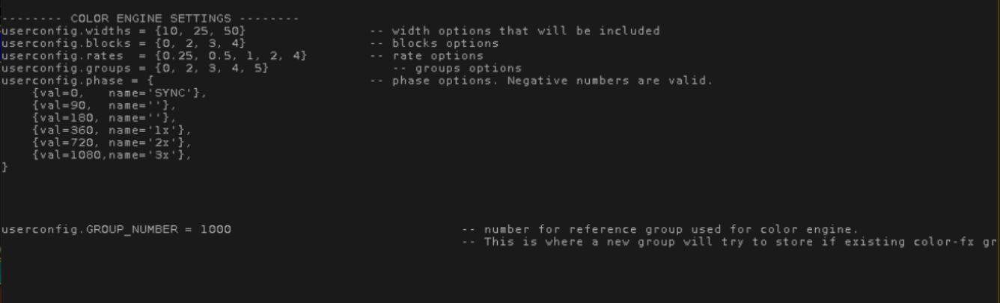 -------- COLOR ENGINE SETTINGS --------
userconfig.widths = {10, 25, 50} -- width options that will be included
userconfig.blocks = {0, 2, 3, 4} -- blocks options
userconfig.rates  = {0.25, 0.5, 1, 2, 4} -- rate options
userconfig.groups = {0, 2, 3, 4, 5} -- groups options
userconfig.phase = { -- phase options. Negative numbers are valid.
    {val=0,   name='SYNC'},
    {val=90,  name=''},
    {val=180, name=''},
    {val=360, name='1x'},
    {val=720, name='2x'},
    {val=1080,name='3x'},
}
userconfig.GROUP_NUMBER = 1000 -- number for reference group used for color engine.
-- This is where a new group will try to store if existing color-fx gr